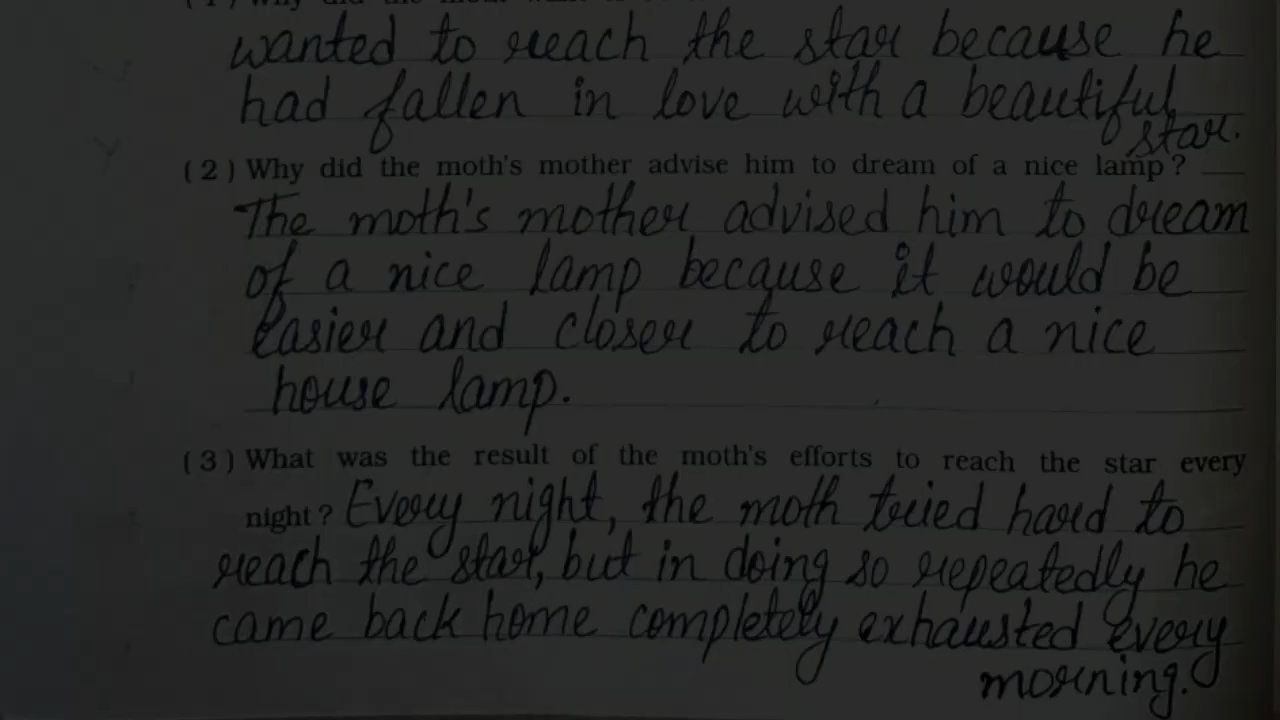 wanted to reach the star because he
had fallen in love with a beautiful
star.
(2) Why did the moth's mother advise him to dream of a nice lamp?
The moth's mother advised him to dream
of a nice lamp because it would be
easier and closer to reach a nice
house lamp.
(3) What was the result of the moth's efforts to reach the star every
night? Every night, the moth tried hard to
reach the star, but in doing so repeatedly he
came back home completely exhausted every
morning.